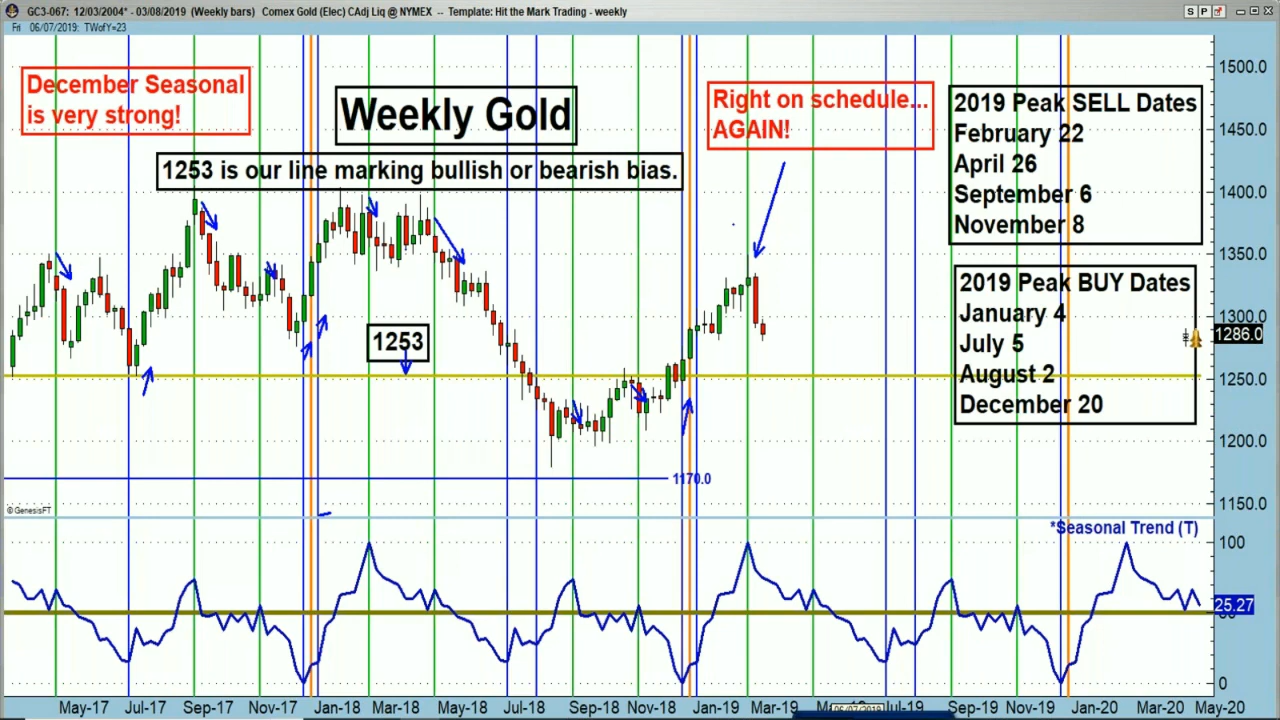 GC3-067: 12/03/2004* - 03/08/2019 (Weekly bars) Comex Gold (Elec) CAdj Liq @ NYMEX -- Template: Hit the Mark Trading - weekly
S P
Fri 06/07/2019: TWofY=23
December Seasonal
is very strong!
Weekly Gold
1253 is our line marking bullish or bearish bias.
Right on schedule...
AGAIN!
2019 Peak SELL Dates
February 22
April 26
September 6
November 8
2019 Peak BUY Dates
January 4
July 5
August 2
December 20
1253
1170.0
1500.0
1450.0
1400.0
1350.0
1300.0
1286.0
1250.0
1200.0
1150.0
© GenesisFT
*Seasonal Trend (T)
100
25.27
0
May-17 Jul-17 Sep-17 Nov-17 Jan-18 Mar-18 May-18 Jul-18 Sep-18 Nov-18 Jan-19 Mar-19 06/07/2019 Jul-19 Sep-19 Nov-19 Jan-20 Mar-20 May-20